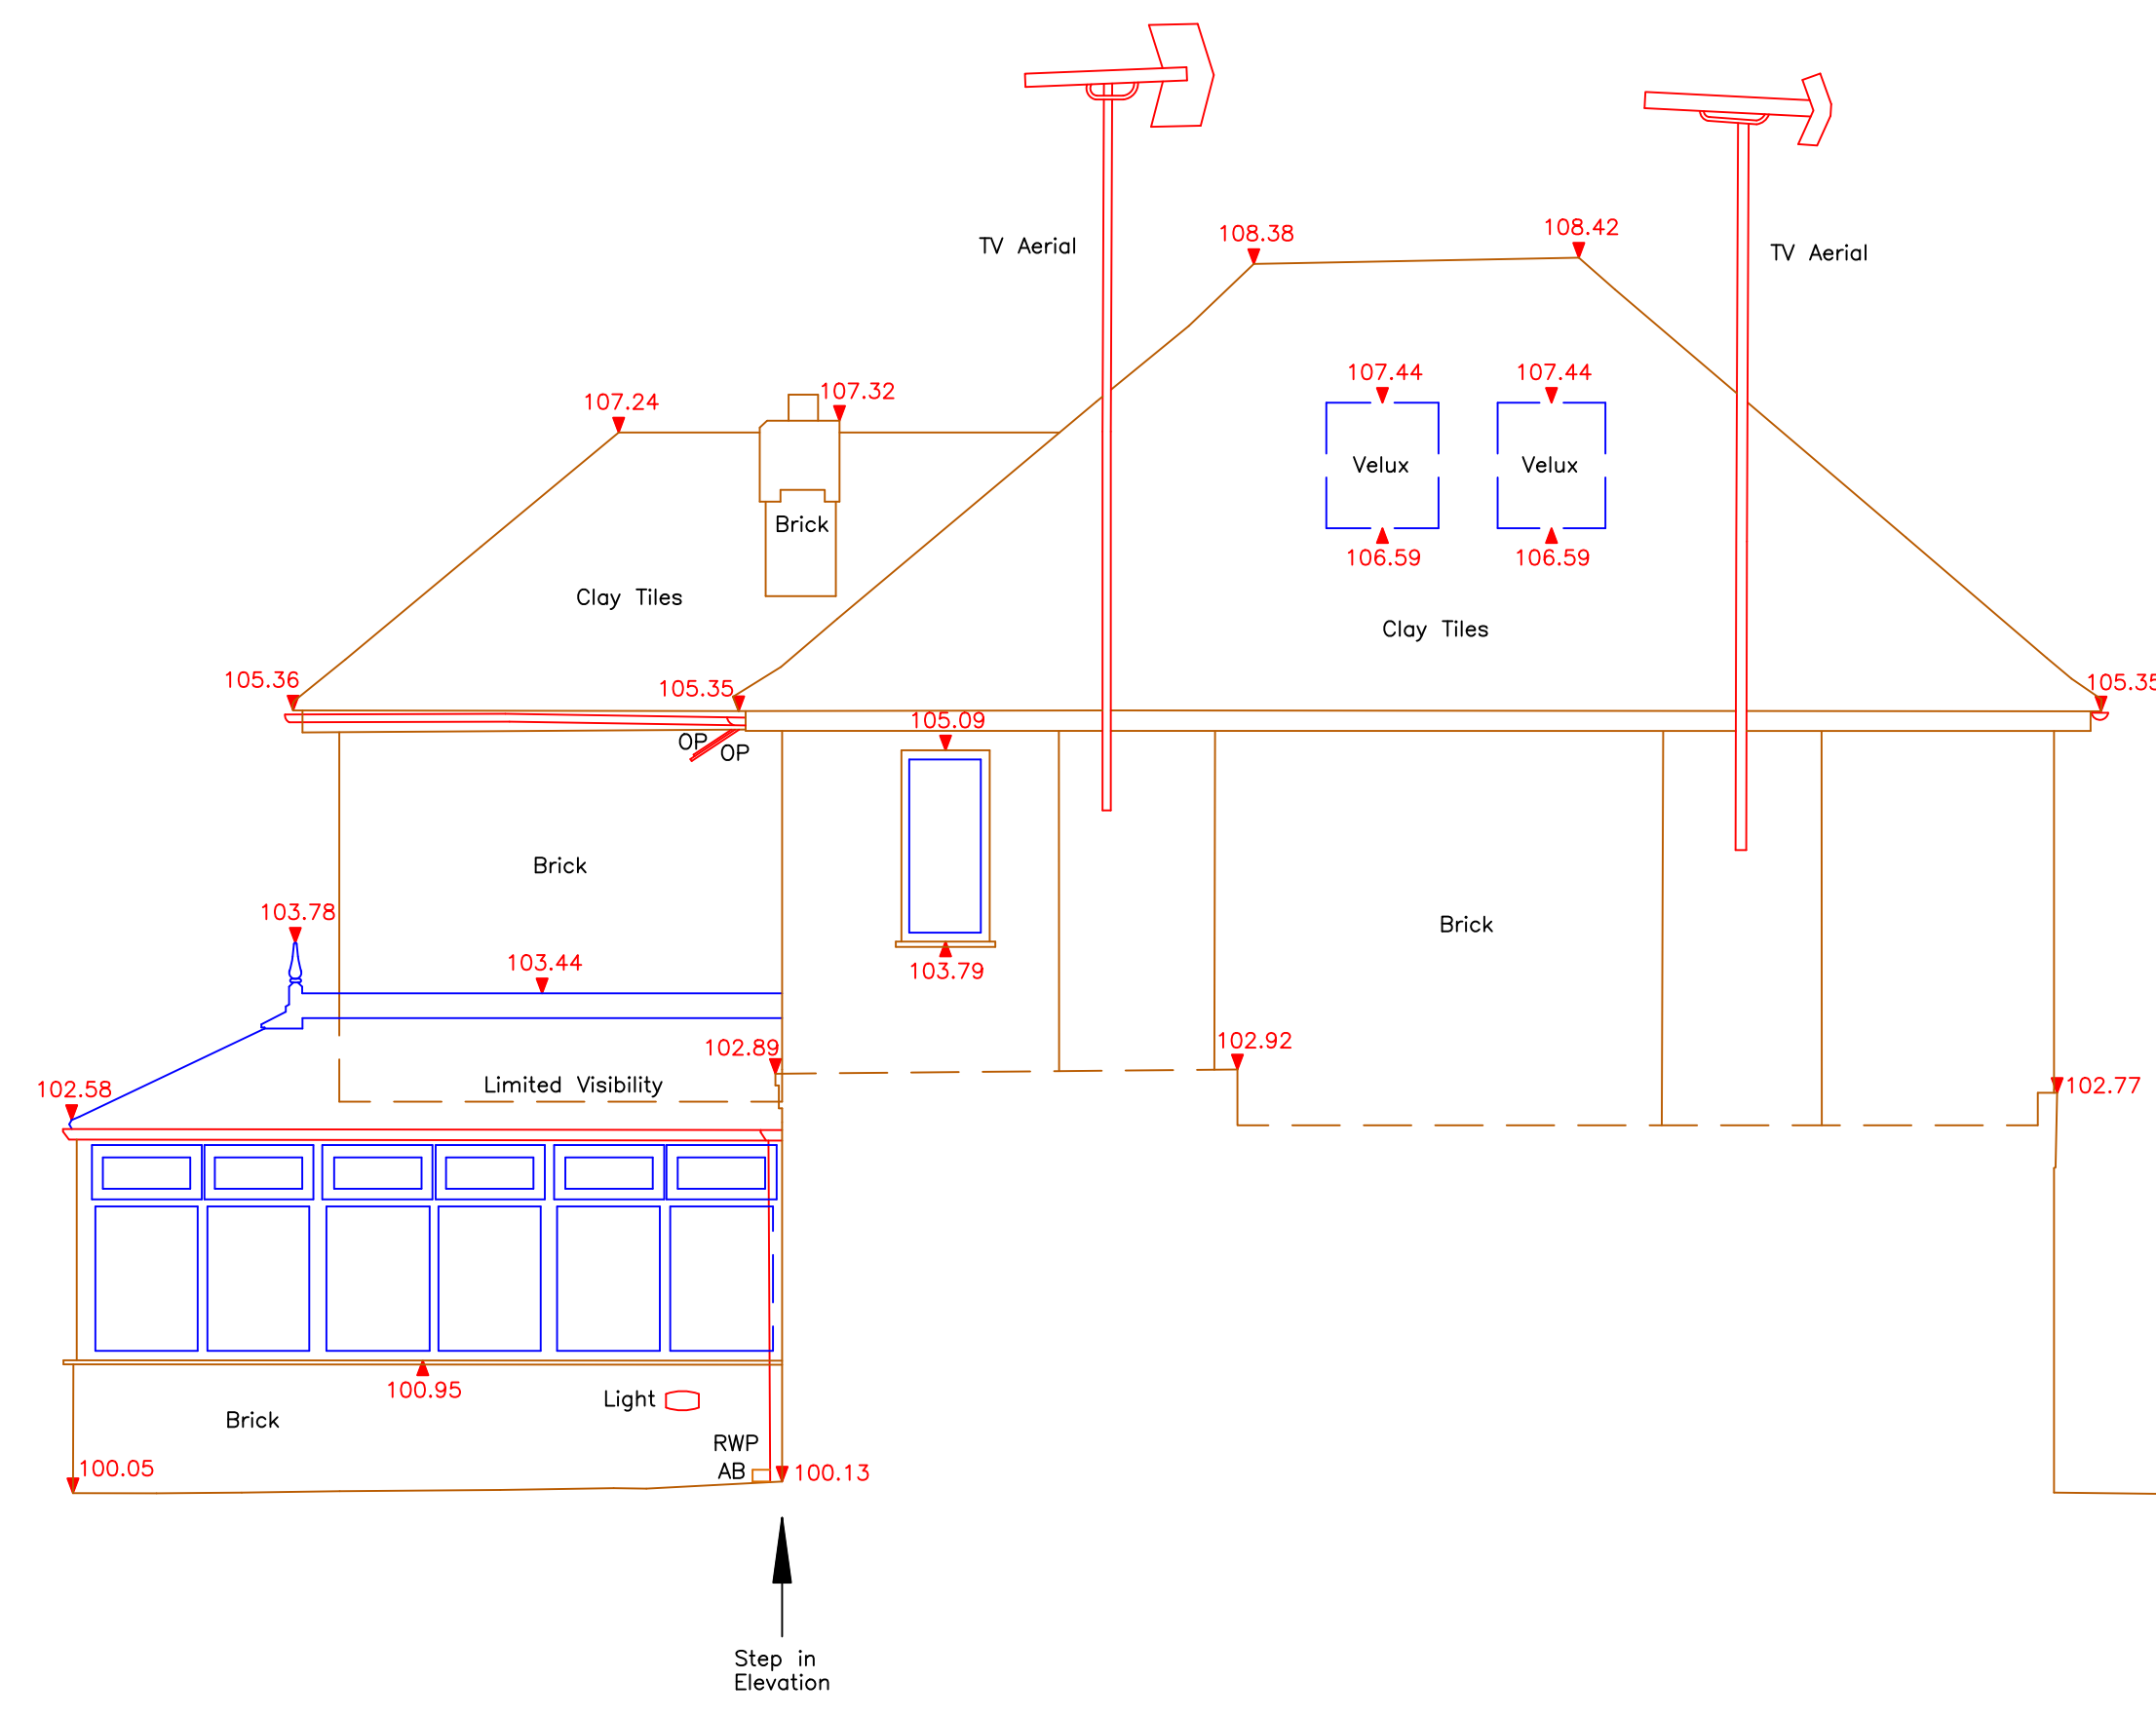 TV Aerial
TV Aerial
108.38
108.42
107.44
107.44
107.24
107.32
Velux
Velux
Brick
106.59
106.59
Clay Tiles
Clay Tiles
105.36
105.35
105.35
105.09
OP
OP
Brick
103.78
Brick
103.44
103.79
102.89
102.92
102.58
Limited Visibility
102.77
100.95
Light
Brick
RWP
100.05
AB
100.13
Step in
Elevation